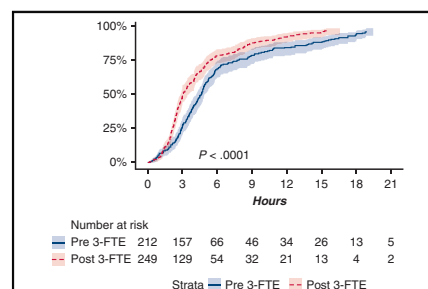 100%
75%
50%
25%
0%
P < .0001
0 3 6 9 12 15 18 21
Hours
Number at risk
Pre 3-FTE 212 157 66 46 34 26 13 5
Post 3-FTE 249 129 54 32 21 13 4 2
Strata Pre 3-FTE Post 3-FTE